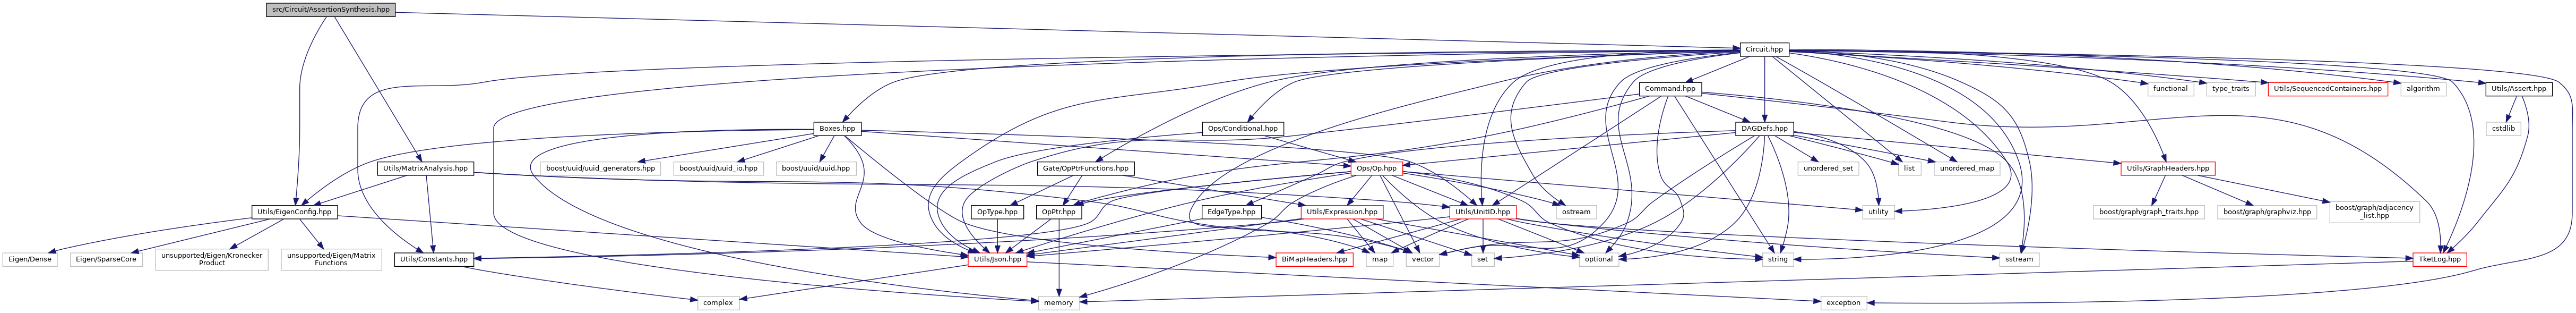 src/Circuit/AssertionSynthesis.hpp
Circuit.hpp
Command.hpp
functional
type_traits
Utils/SequencedContainers.hpp
algorithm
Utils/Assert.hpp
Boxes.hpp
Ops/Conditional.hpp
DAGDefs.hpp
cstdlib
Utils/MatrixAnalysis.hpp
boost/uuid/uuid_generators.hpp
boost/uuid/uuid_io.hpp
boost/uuid/uuid.hpp
Gate/OpPtrFunctions.hpp
Ops/Op.hpp
unordered_set
list
unordered_map
Utils/GraphHeaders.hpp
Utils/EigenConfig.hpp
OpType.hpp
OpPtr.hpp
EdgeType.hpp
Utils/Expression.hpp
Utils/UnitID.hpp
ostream
utility
boost/graph/graph_traits.hpp
boost/graph/graphviz.hpp
boost/graph/adjacency
_list.hpp
Eigen/Dense
Eigen/SparseCore
unsupported/Eigen/Kronecker
Product
unsupported/Eigen/Matrix
Functions
Utils/Constants.hpp
Utils/Json.hpp
BiMapHeaders.hpp
map
vector
set
optional
string
sstream
TketLog.hpp
complex
memory
exception